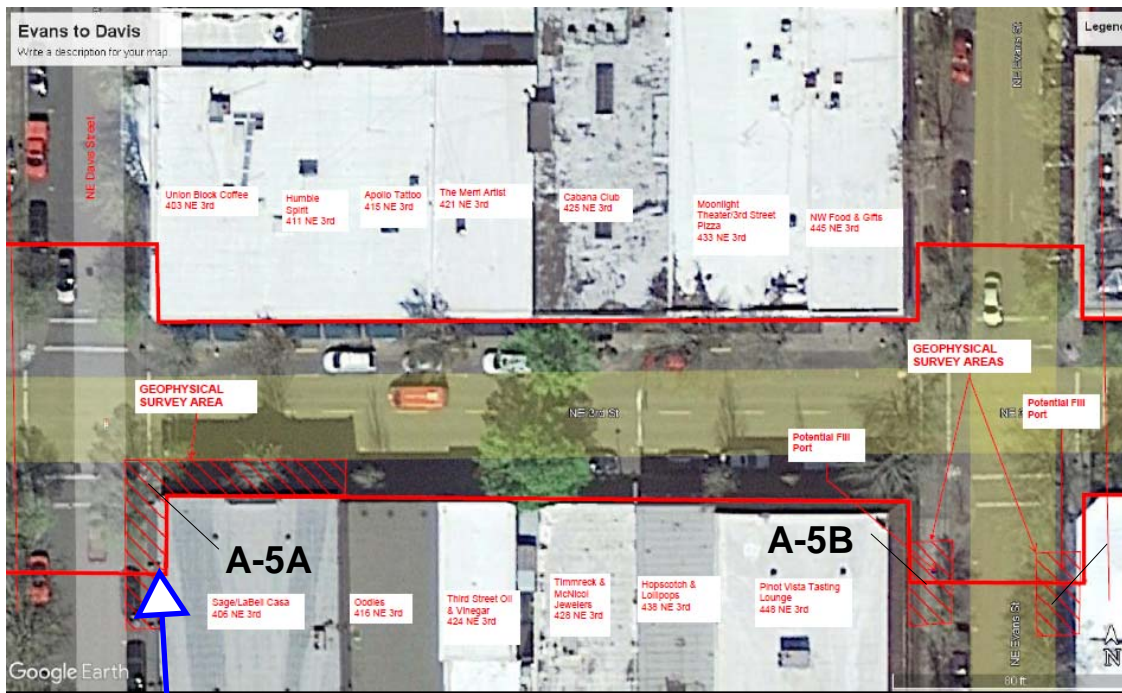 Evans to Davis
Write a description for your map.
Legend
NE Davis Street
NE Evans St
Union Block Coffee
403 NE 3rd
Humble
Spirit
411 NE 3rd
Apollo Tattoo
415 NE 3rd
The Merri Artist
421 NE 3rd
Cabana Club
425 NE 3rd
Moonlight
Theater/3rd Street
Pizza
433 NE 3rd
NW Food & Gifts
445 NE 3rd
GEOPHYSICAL
SURVEY AREA
GEOPHYSICAL
SURVEY AREAS
NE 3rd St
NE
Potential Fill
Port
Potential Fill
Port
A-5A
A-5B
Sage/LaBell Casa
406 NE 3rd
Oodles
416 NE 3rd
Third Street Oil
& Vinegar
424 NE 3rd
Timmreck &
McNicol
Jewelers
428 NE 3rd
Hopscotch &
Lollipops
438 NE 3rd
Pinot Vista Tasting
Lounge
448 NE 3rd
NE Evans St
N
Google Earth
80 ft